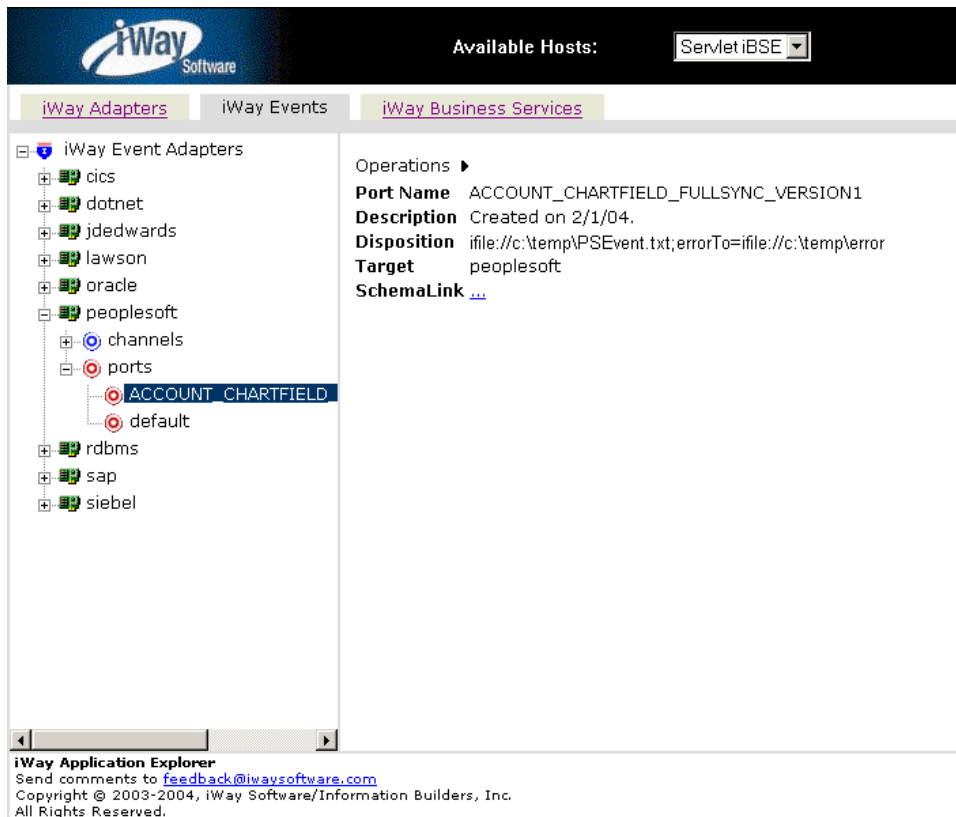 iWay
Software
Available Hosts:
Servlet iBSE
iWay Adapters
iWay Events
iWay Business Services
iWay Event Adapters
cics
dotnet
jdedwards
lawson
oracle
peoplesoft
channels
ports
ACCOUNT_CHARTFIELD_
default
rdbms
sap
siebel
Operations
Port Name ACCOUNT_CHARTFIELD_FULLSYNC_VERSION1
Description Created on 2/1/04.
Disposition ifile://c:\temp\PSEvent.txt;errorTo=ifile://c:\temp\error
Target peoplesoft
SchemaLink ...
iWay Application Explorer
Send comments to feedback@iwaysoftware.com
Copyright © 2003-2004, iWay Software/Information Builders, Inc.
All Rights Reserved.